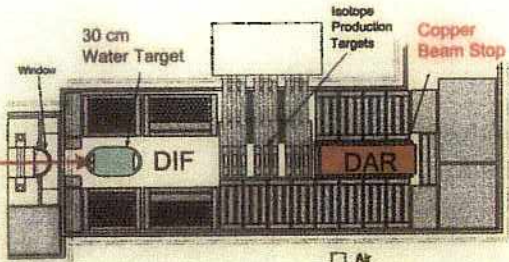 Isotope
Production
Targets
30 cm
Water Target
Copper
Beam Stop
Window
DIF
DAR
Air